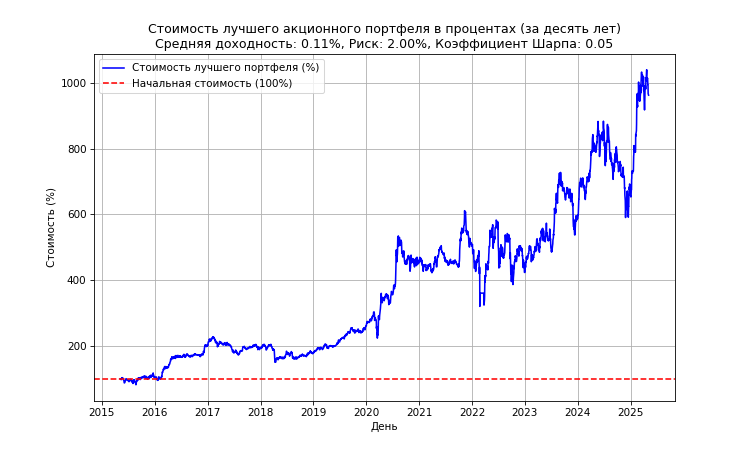 Стоимость лучшего акционного портфеля в процентах (за десять лет)
Средняя доходность: 0.11%, Риск: 2.00%, Коэффициент Шарпа: 0.05
Стоимость лучшего портфеля (%)
Начальная стоимость (100%)
Стоимость (%)
1000
800
600
400
200
2015 2016 2017 2018 2019 2020 2021 2022 2023 2024 2025
День